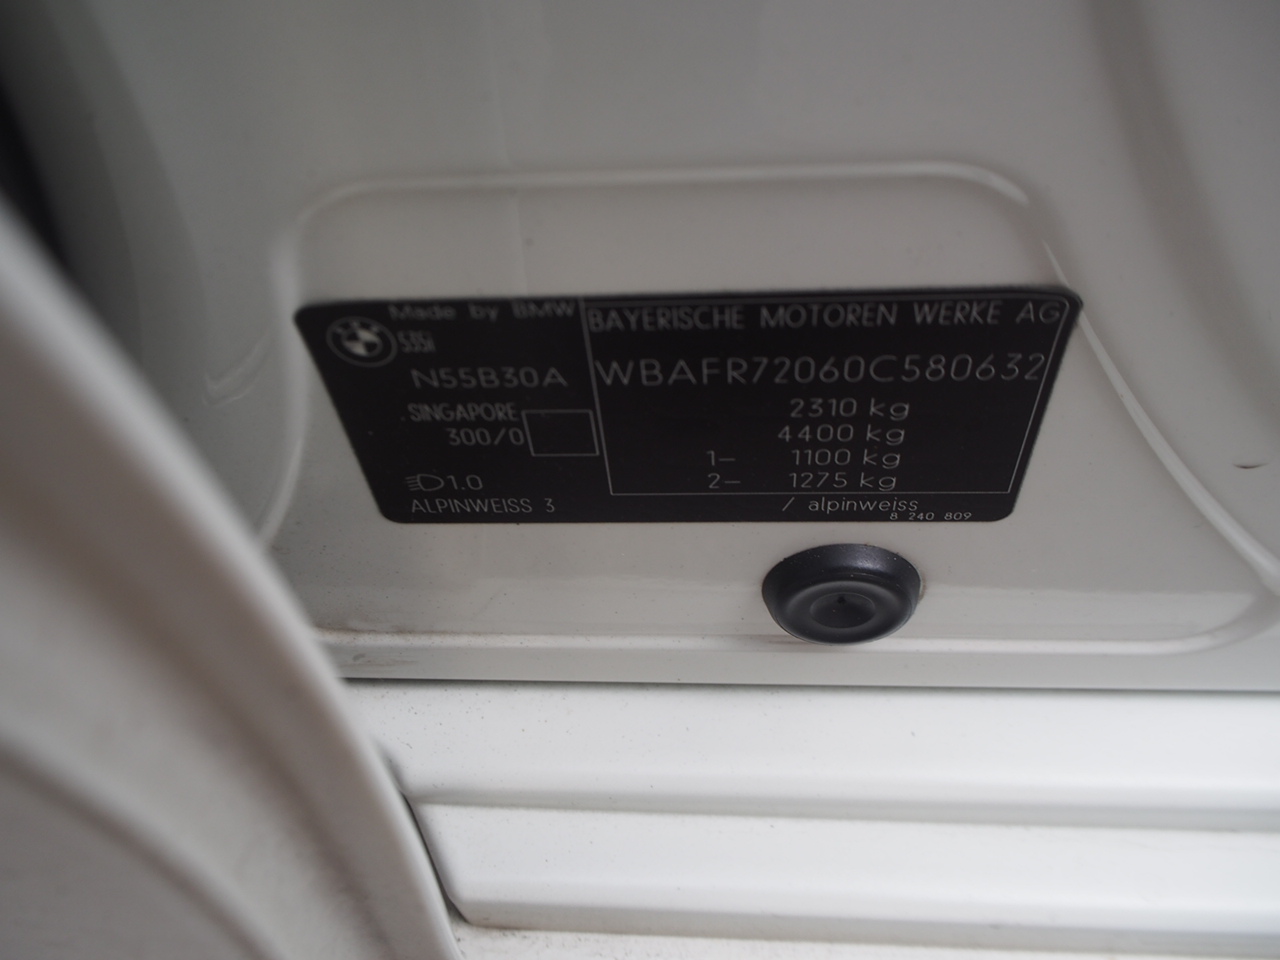 Made by BMW
535i
N55B30A
SINGAPORE
300/0
1.0
ALPINWEISS 3
BAYERISCHE MOTOREN WERKE AG
WBAFR72060C580632
2310 kg
4400 kg
1- 1100 kg
2- 1275 kg
/ alpinweiss
8 240 809